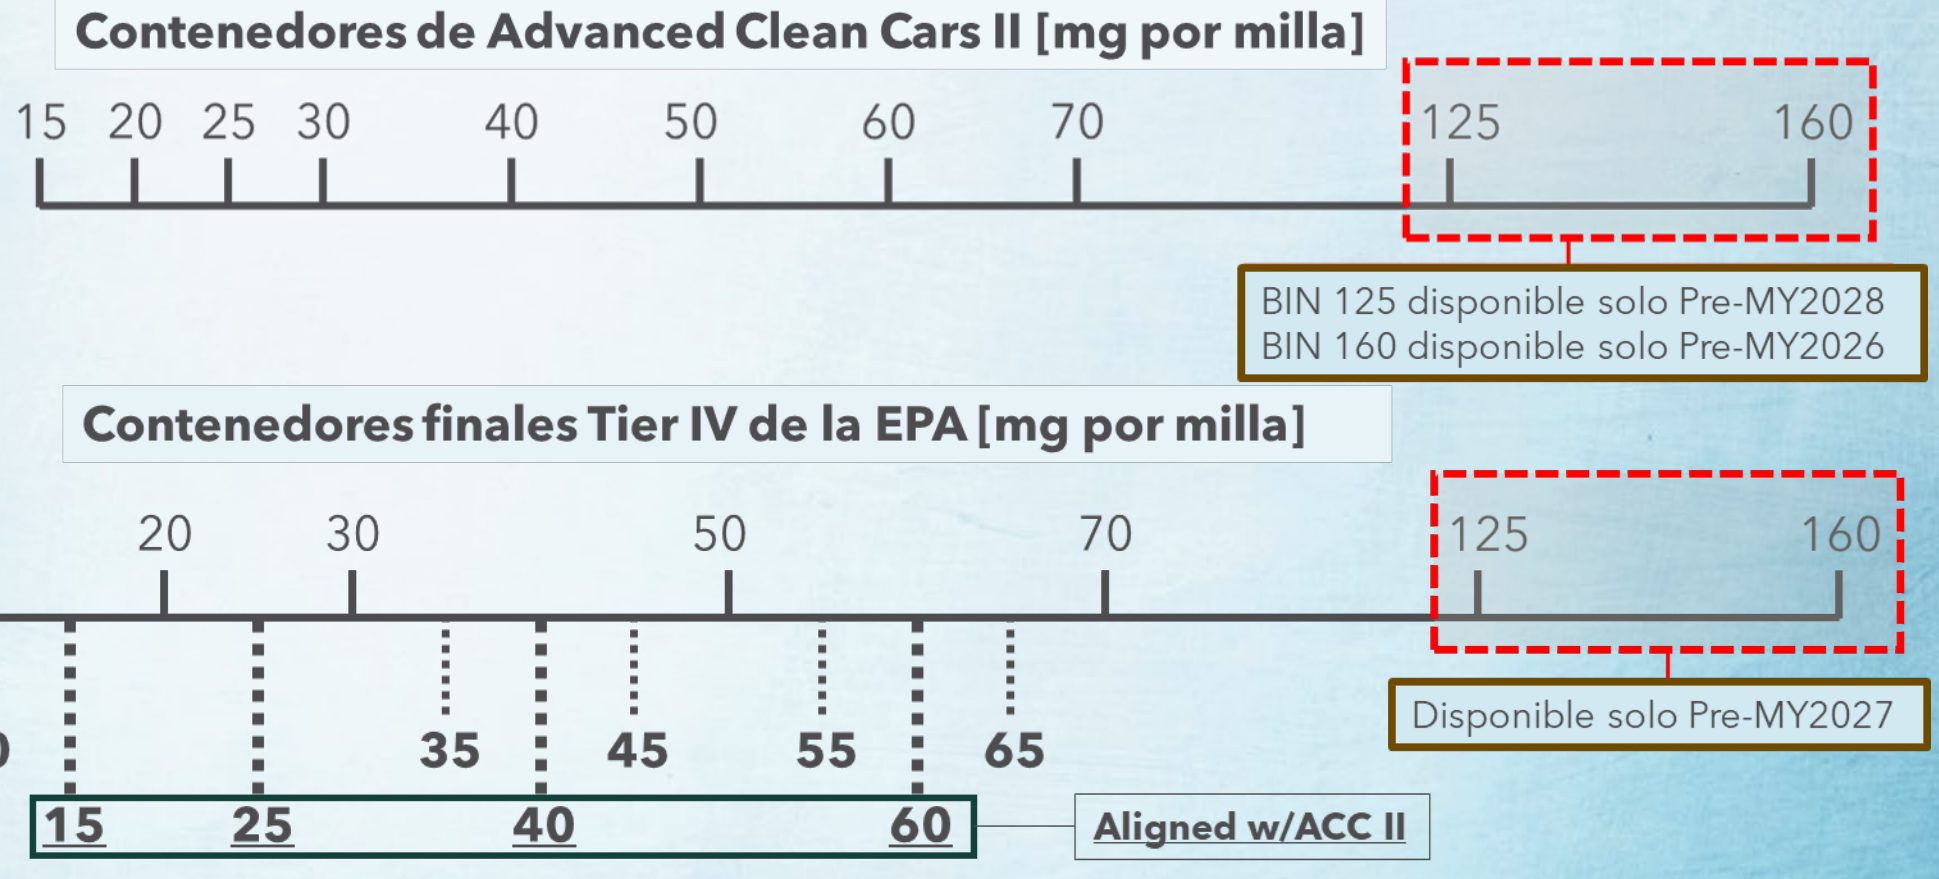 Contenedores de Advanced Clean Cars II [mg por milla]
15 20 25 30 40 50 60 70 125 160
BIN 125 disponible solo Pre-MY2028
BIN 160 disponible solo Pre-MY2026
Contenedores finales Tier IV de la EPA [mg por milla]
20 30 50 70 125 160
Disponible solo Pre-MY2027
35 45 55 65
15 25 40 60
Aligned w/ACC II